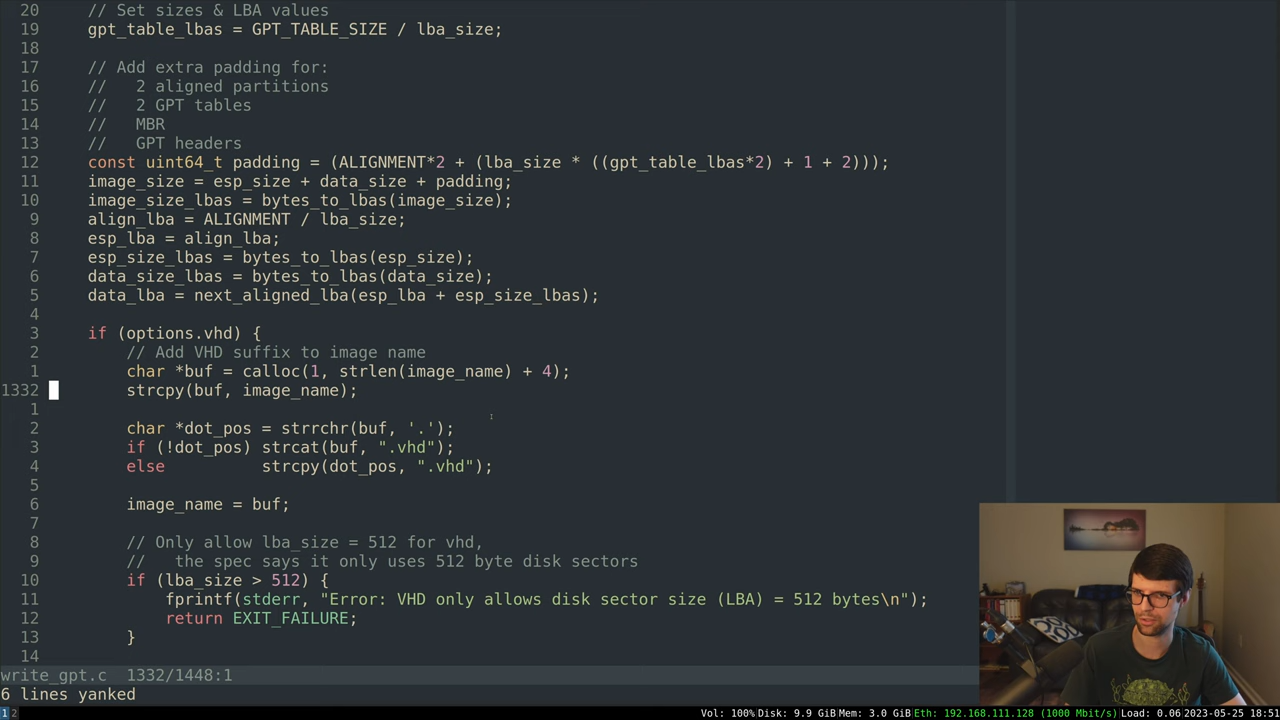 20 // Set sizes & LBA values
19 gpt_table_lbas = GPT_TABLE_SIZE / lba_size;
18
17 // Add extra padding for:
16 //   2 aligned partitions
15 //   2 GPT tables
14 //   MBR
13 //   GPT headers
12 const uint64_t padding = (ALIGNMENT*2 + (lba_size * ((gpt_table_lbas*2) + 1 + 2)));
11 image_size = esp_size + data_size + padding;
10 image_size_lbas = bytes_to_lbas(image_size);
9 align_lba = ALIGNMENT / lba_size;
8 esp_lba = align_lba;
7 esp_size_lbas = bytes_to_lbas(esp_size);
6 data_size_lbas = bytes_to_lbas(data_size);
5 data_lba = next_aligned_lba(esp_lba + esp_size_lbas);
4
3 if (options.vhd) {
2 // Add VHD suffix to image name
1 char *buf = calloc(1, strlen(image_name) + 4);
1332 strcpy(buf, image_name);
1
2 char *dot_pos = strrchr(buf, '.');
3 if (!dot_pos) strcat(buf, ".vhd");
4 else          strcpy(dot_pos, ".vhd");
5
6 image_name = buf;
7
8 // Only allow lba_size = 512 for vhd,
9 //   the spec says it only uses 512 byte disk sectors
10 if (lba_size > 512) {
11 fprintf(stderr, "Error: VHD only allows disk sector size (LBA) = 512 bytes\n");
12 return EXIT_FAILURE;
13 }
14
write_gpt.c 1332/1448:1
6 lines yanked
1 2 Vol: 100% Disk: 9.9 GiB Mem: 3.0 GiB Eth: 192.168.111.128 (1000 Mbit/s) Load: 0.06 2023-05-25 18:51